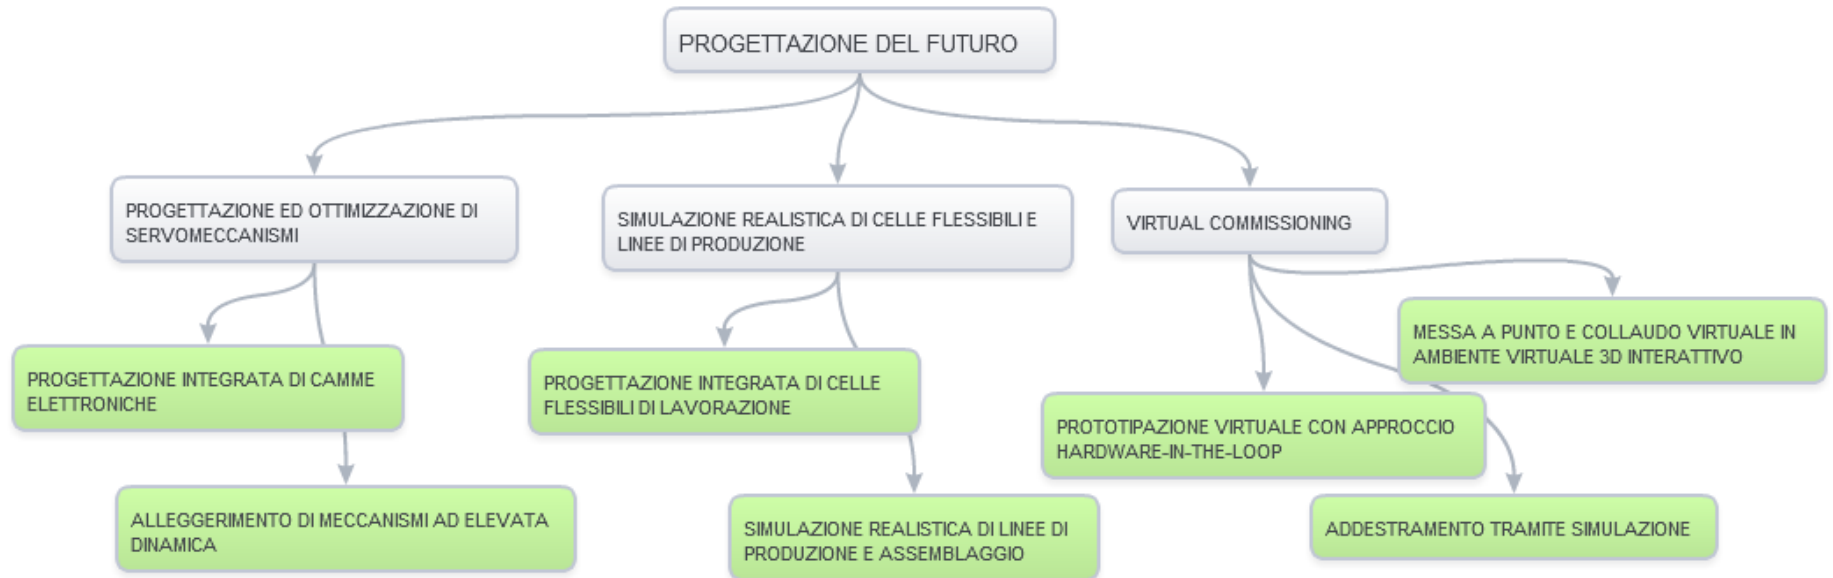 PROGETTAZIONE DEL FUTURO
PROGETTAZIONE ED OTTIMIZZAZIONE DI
SERVOMECCANISMI
SIMULAZIONE REALISTICA DI CELLE FLESSIBILI E
LINEE DI PRODUZIONE
VIRTUAL COMMISSIONING
PROGETTAZIONE INTEGRATA DI CAMME
ELETTRONICHE
ALLEGGERIMENTO DI MECCANISMI AD ELEVATA
DINAMICA
PROGETTAZIONE INTEGRATA DI CELLE
FLESSIBILI DI LAVORAZIONE
SIMULAZIONE REALISTICA DI LINEE DI
PRODUZIONE E ASSEMBLAGGIO
MESSA A PUNTO E COLLAUDO VIRTUALE IN
AMBIENTE VIRTUALE 3D INTERATTIVO
PROTOTIPAZIONE VIRTUALE CON APPROCCIO
HARDWARE-IN-THE-LOOP
ADDESTRAMENTO TRAMITE SIMULAZIONE